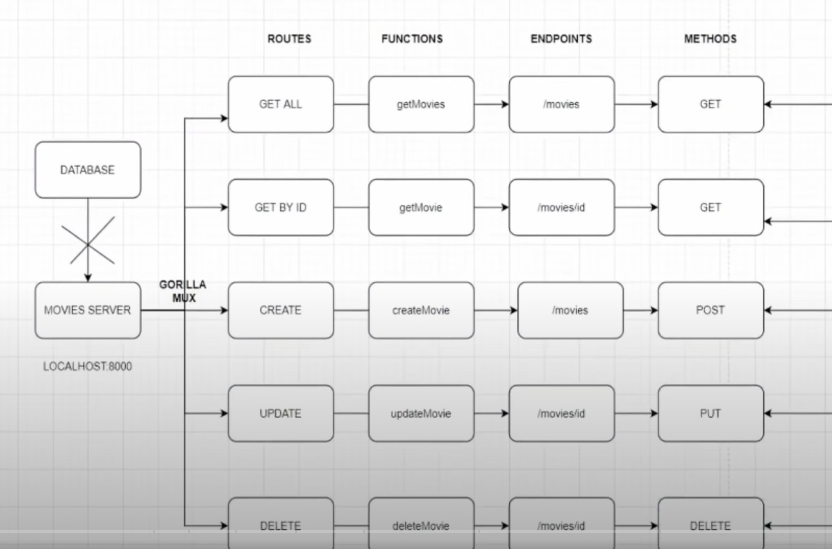 ROUTES FUNCTIONS ENDPOINTS METHODS
GET ALL getMovies /movies GET
DATABASE
GET BY ID getMovie /movies/id GET
GORILLA
MUX
MOVIES SERVER CREATE createMovie /movies POST
LOCALHOST:8000
UPDATE updateMovie /movies/id PUT
DELETE deleteMovie /movies/id DELETE